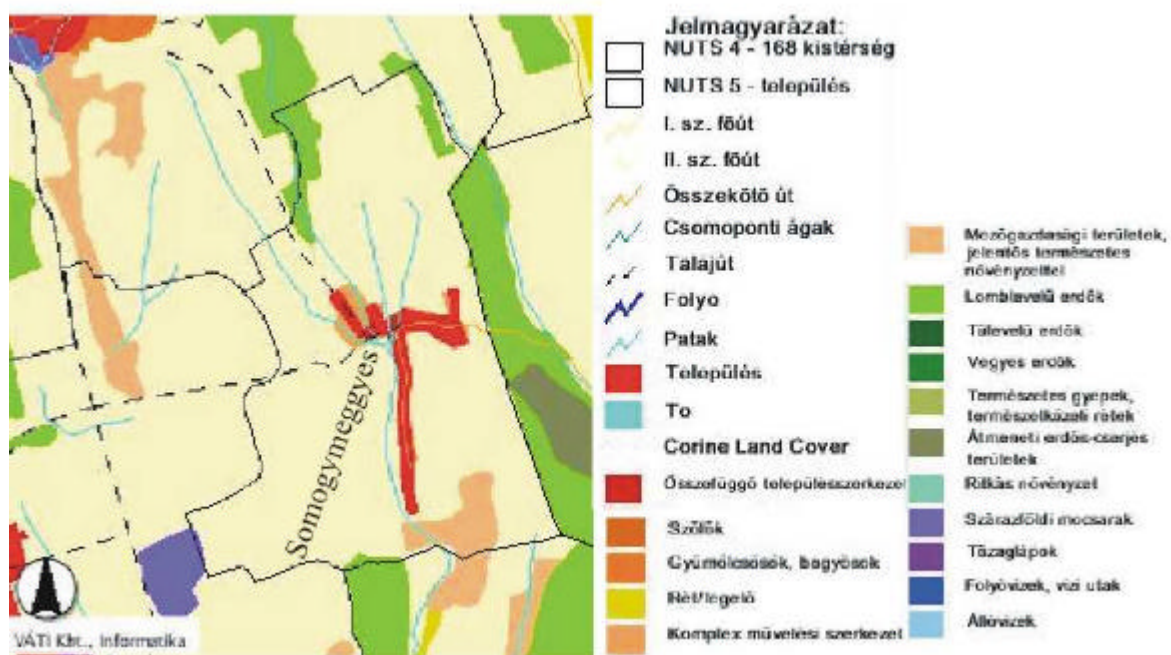 Jelmagyarázat:
NUTS 4 - 168 kistérség
NUTS 5 - település
I. sz. főút
II. sz. főút
Összekötö út
Csomoponti ágak
Talajút
Folyo
Patak
Település
To
Corine Land Cover
Összefüggő településszerkezet
Szőlők
Gyümölcsösök, bogyósok
Rét/legelő
Komplex művelési szerkezet
Mezőgazdasági területek,
jelentős természetes
növényzettel
Lomblevelű erdők
Tűlevelű erdők
Vegyes erdők
Természetes gyepek,
természetközeli rétek
Átmeneti erdős-cserjés
területek
Ritkás növényzet
Szárazföldi mocsarak
Tőzeglápok
Folyóvizek, vizi utak
Állóvizek
Somogymeggyes
VÁTI Kht., Informatika